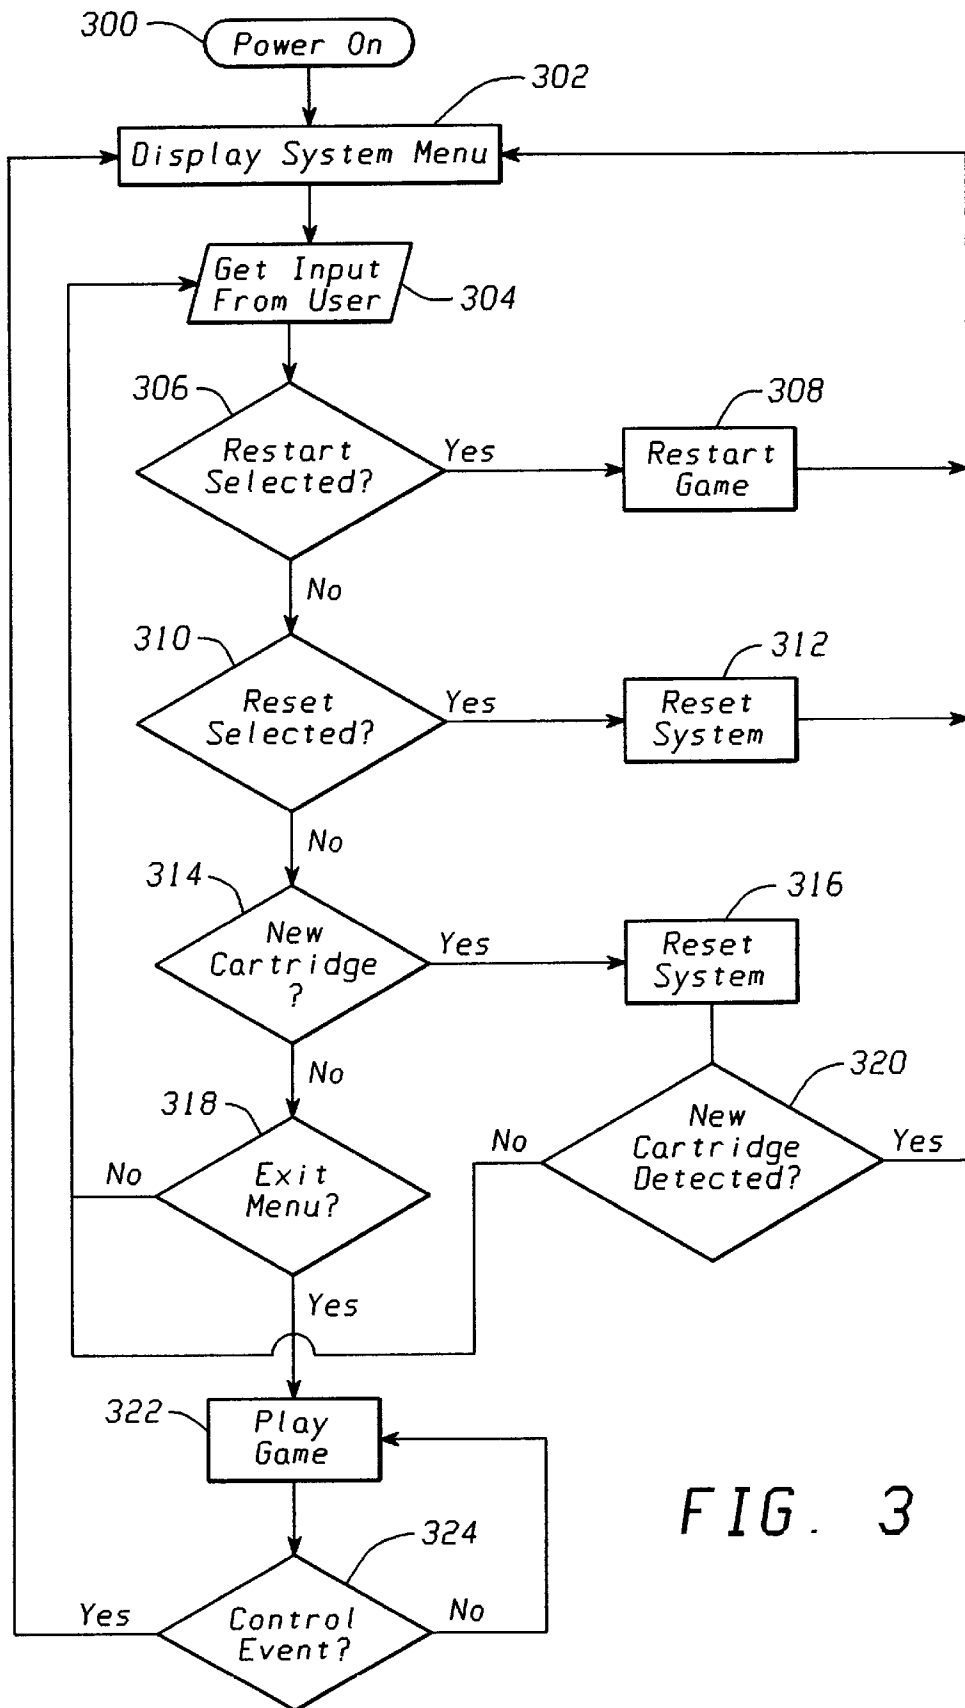 300
Power On
302
Display System Menu
Get Input
From User
304
306
308
Restart
Selected?
Yes
Restart
Game
No
310
312
Reset
Selected?
Yes
Reset
System
No
314
316
New
Cartridge
?
Yes
Reset
System
No
318
320
No
Exit
Menu?
No
New
Cartridge
Detected?
Yes
Yes
322
Play
Game
FIG. 3
324
Yes
Control
Event?
No